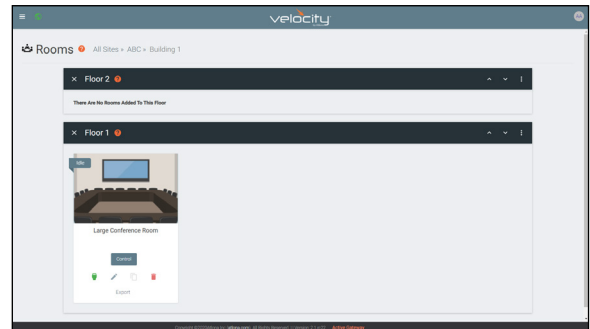 velocity
AA
Rooms ? All Sites » ABC » Building 1
× Floor 2 ?
There Are No Rooms Added To This Floor
× Floor 1 ?
Idle
Large Conference Room
Control
Export